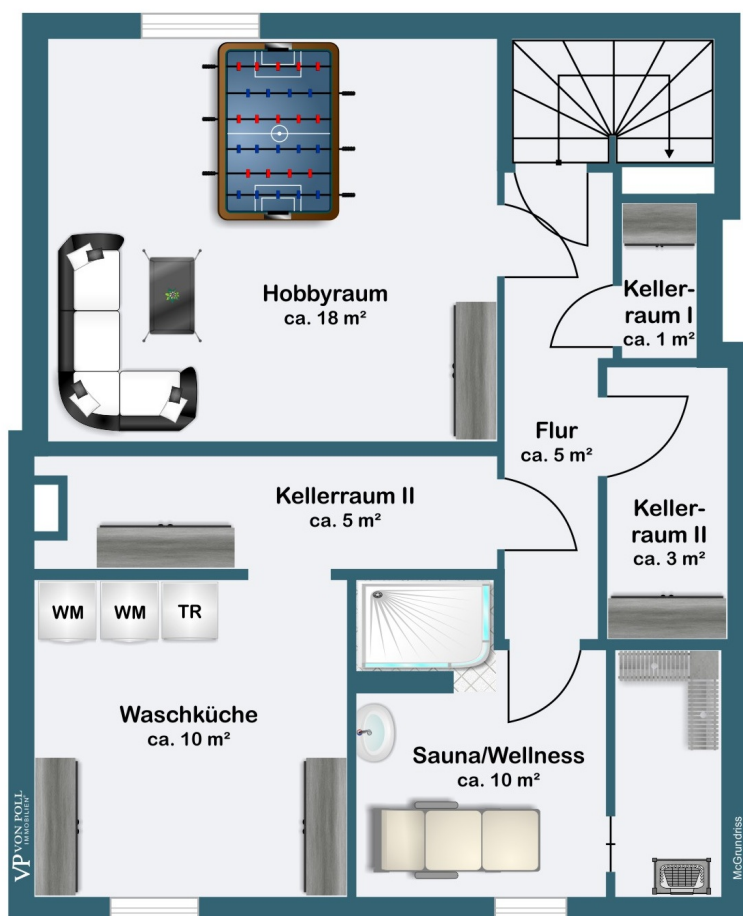 Hobbyraum
ca. 18 m²
Keller-
raum I
ca. 1 m²
Flur
ca. 5 m²
Kellerraum II
ca. 5 m²
Keller-
raum II
ca. 3 m²
WM
WM
TR
Waschküche
ca. 10 m²
Sauna/Wellness
ca. 10 m²
VP VON POLL
IMMOBILIEN®
McGrundriss